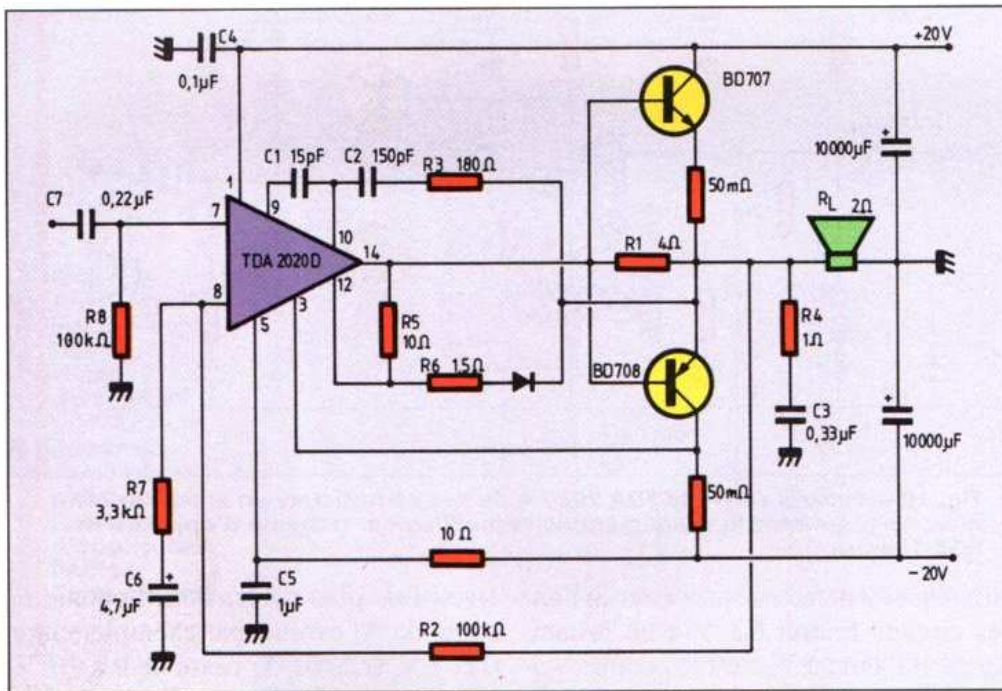 +20V
C4
0,1µF
BD707
C1 15pF
C2 150pF
R3 180Ω
10000µF
+
C7
0,22µF
1
7
9
50mΩ
RL 2Ω
10
14
R1 4Ω
TDA 2020D
12
8
3
5
R8
100kΩ
R5
10Ω
R4
1Ω
R6 1,5Ω
BD708
+
C3
0,33µF
10000µF
R7
3,3kΩ
50mΩ
10Ω
−20V
C6
4,7µF
+
C5
1µF
R2 100kΩ